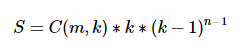 S = C(m, k) * k * (k − 1)^{n−1}